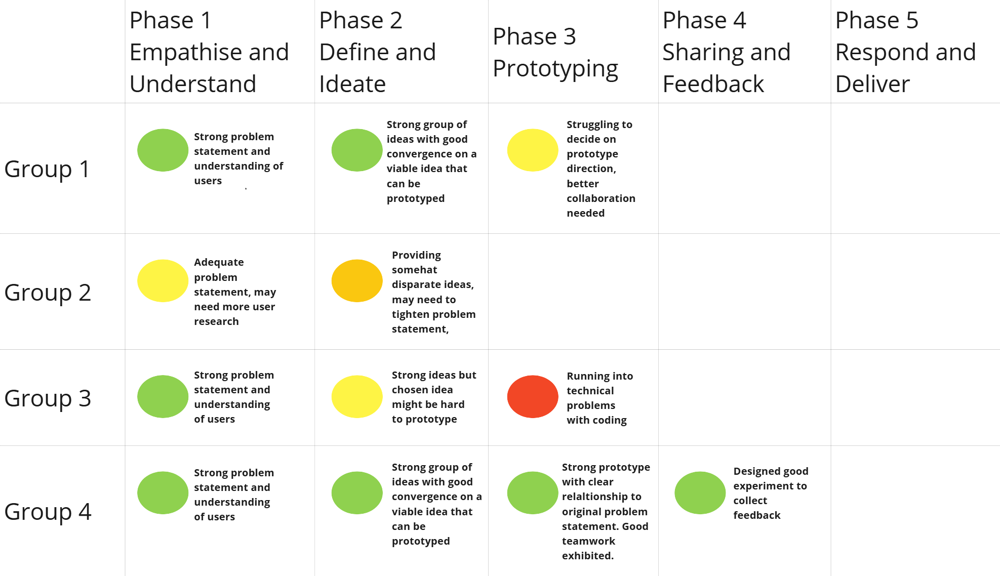 Phase 1
Empathise and
Understand
Phase 2
Define and
Ideate
Phase 3
Prototyping
Phase 4
Sharing and
Feedback
Phase 5
Respond and
Deliver
Group 1
Strong problem
statement and
understanding of
users
Strong group of
ideas with good
convergence on a
viable idea that
can be
prototyped
Struggling to
decide on
prototype
direction,
better
collaboration
needed
Group 2
Adequate
problem
statement, may
need more user
research
Providing
somehat
disparate ideas,
may need to
tighten problem
statement,
Group 3
Strong problem
statement and
understanding
of users
Strong ideas but
chosen idea
might be hard
to prototype
Running into
technical
problems
with coding
Group 4
Strong problem
statement and
understanding
of users
Strong group of
ideas with good
convergence on a
viable idea that
can be
prototyped
Strong prototype
with clear
relaltionship to
original problem
statement. Good
teamwork
exhibited.
Designed good
experiment to
collect
feedback